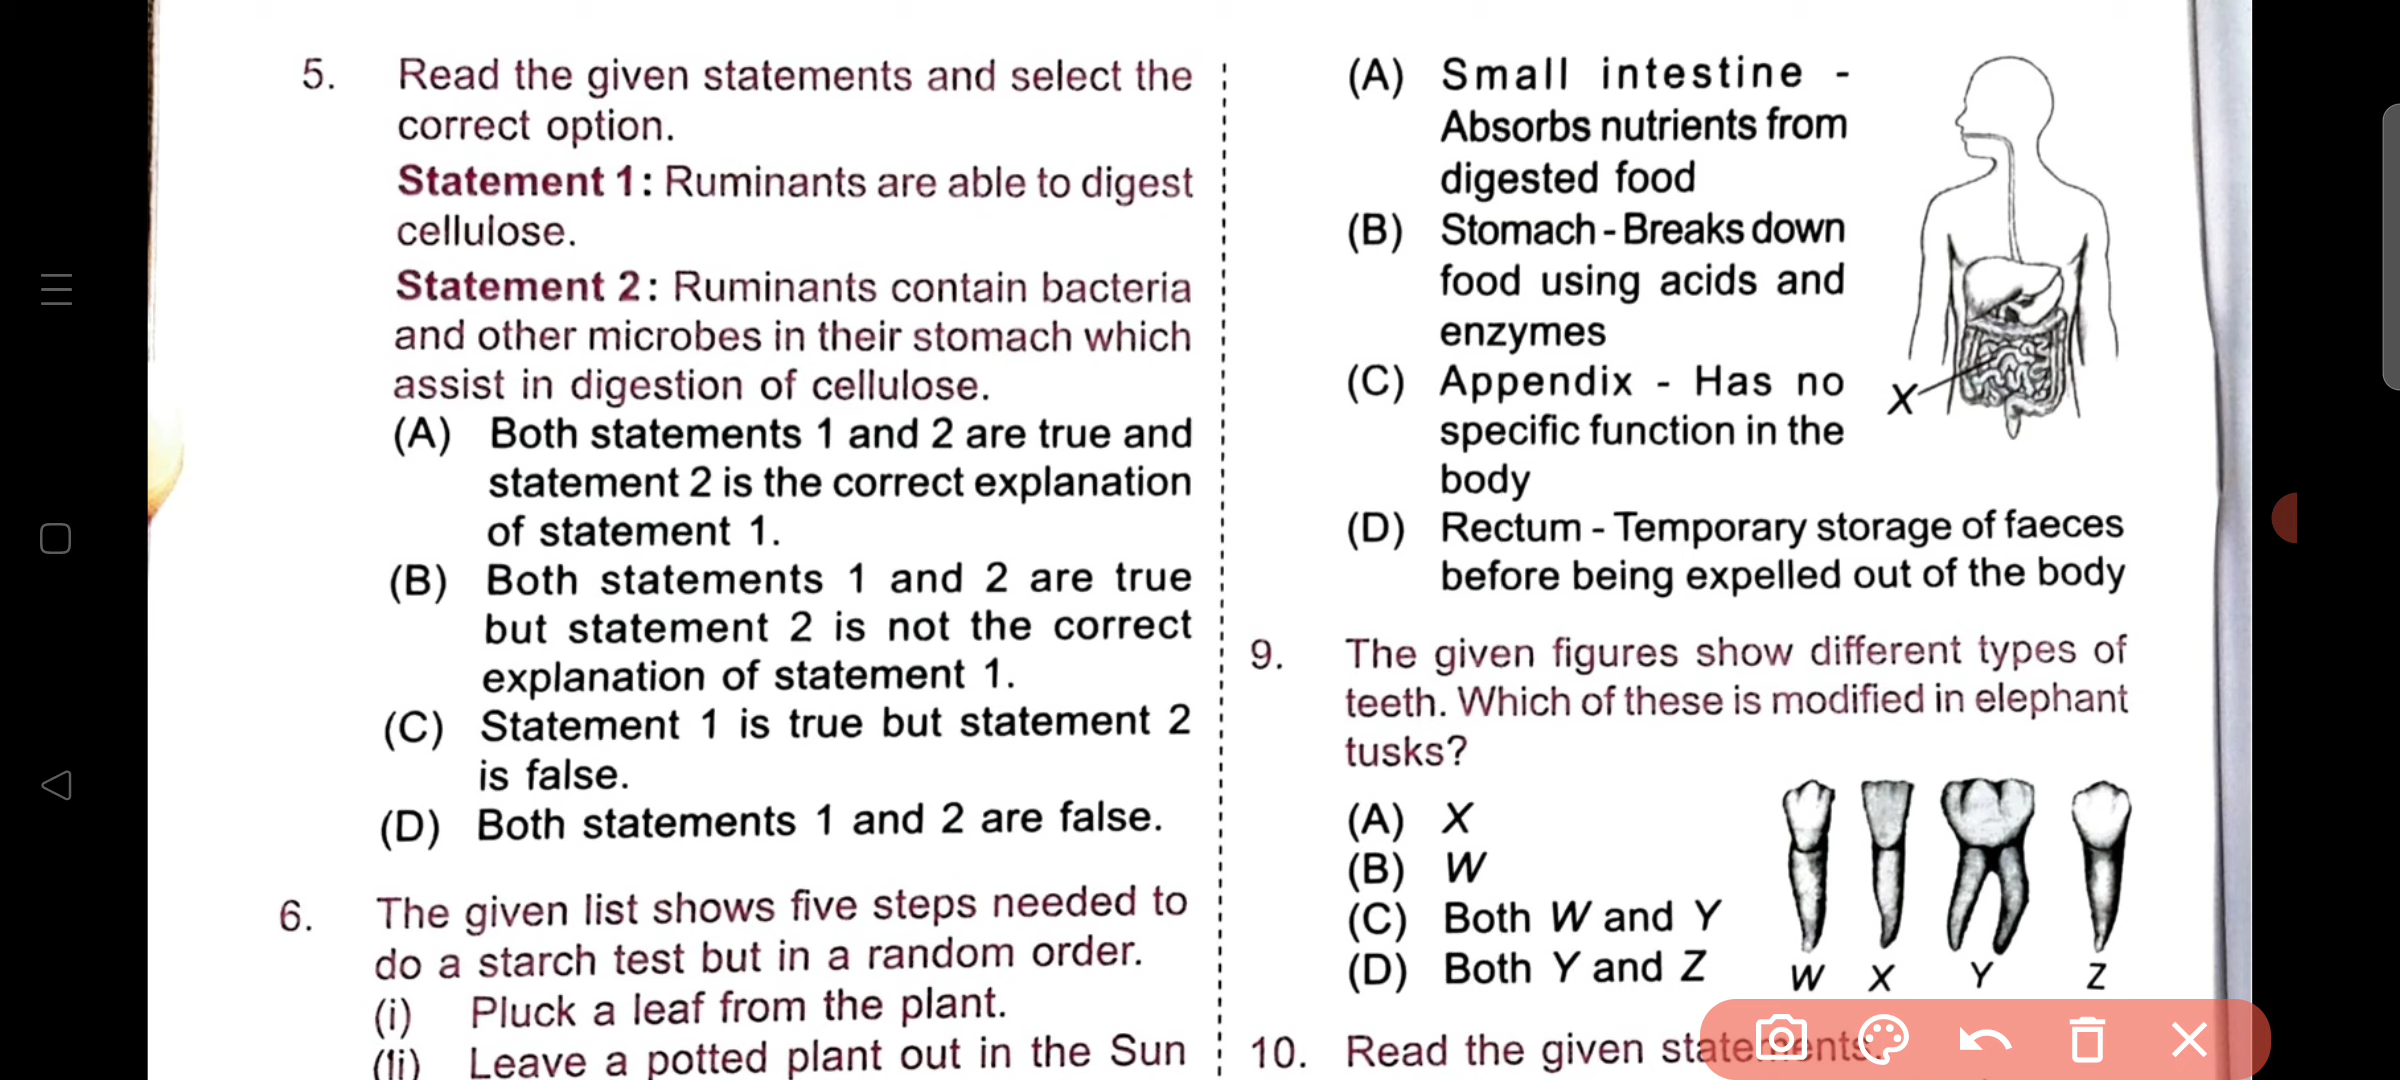 5. Read the given statements and select the
correct option.
Statement 1: Ruminants are able to digest
cellulose.
Statement 2: Ruminants contain bacteria
and other microbes in their stomach which
assist in digestion of cellulose.
(A) Both statements 1 and 2 are true and
statement 2 is the correct explanation
of statement 1.
(B) Both statements 1 and 2 are true
but statement 2 is not the correct
explanation of statement 1.
(C) Statement 1 is true but statement 2
is false.
(D) Both statements 1 and 2 are false.
6. The given list shows five steps needed to
do a starch test but in a random order.
(i) Pluck a leaf from the plant.
(ii) Leave a potted plant out in the Sun
(A) Small intestine -
Absorbs nutrients from
digested food
(B) Stomach - Breaks down
food using acids and
enzymes
(C) Appendix - Has no
specific function in the
body
(D) Rectum - Temporary storage of faeces
before being expelled out of the body
X
9. The given figures show different types of
teeth. Which of these is modified in elephant
tusks?
(A) X
(B) W
(C) Both W and Y
(D) Both Y and Z
W X Y Z
10. Read the given statements.